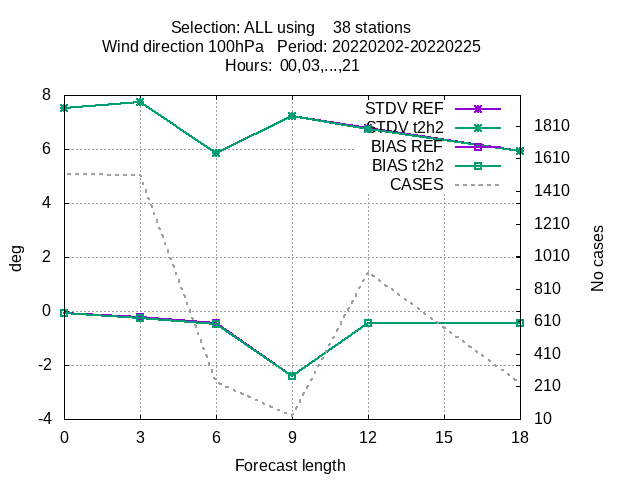 Selection: ALL using    38 stations
Wind direction 100hPa   Period: 20220202-20220225
Hours:  00,03,...,21
8
6
4
2
0
-2
-4
deg
STDV REF
STDV t2h2
BIAS REF
BIAS t2h2
CASES
1810
1610
1410
1210
1010
810
610
410
210
10
No cases
0 3 6 9 12 15 18
Forecast length